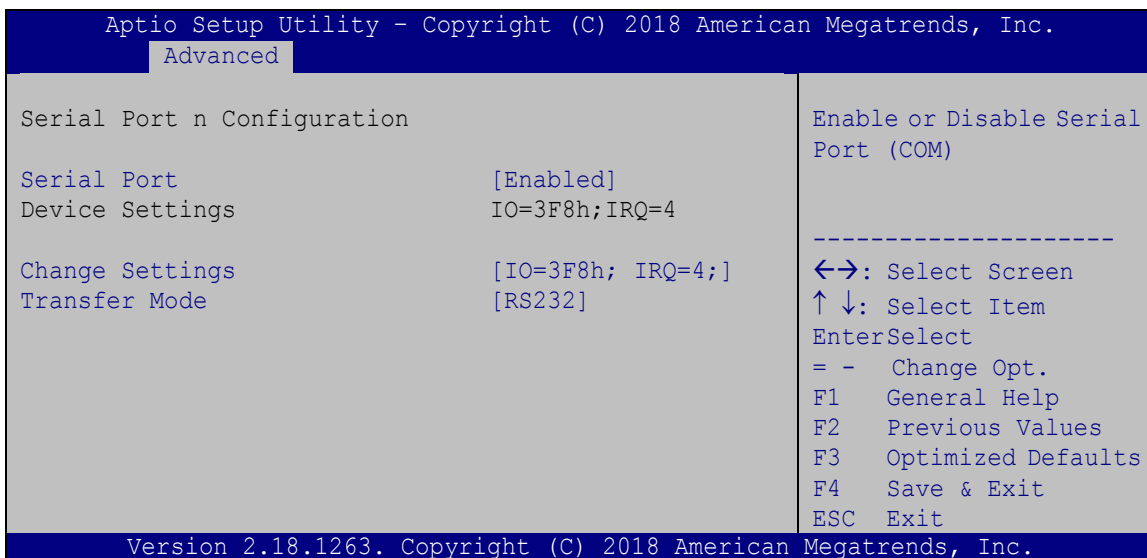 Aptio Setup Utility – Copyright (C) 2018 American Megatrends, Inc.
Advanced
Serial Port n Configuration
Serial Port [Enabled]
Device Settings IO=3F8h;IRQ=4
Change Settings [IO=3F8h; IRQ=4;]
Transfer Mode [RS232]
Enable or Disable Serial
Port (COM)
----------------------
←→: Select Screen
↑ ↓: Select Item
EnterSelect
= - Change Opt.
F1 General Help
F2 Previous Values
F3 Optimized Defaults
F4 Save & Exit
ESC Exit
Version 2.18.1263. Copyright (C) 2018 American Megatrends, Inc.